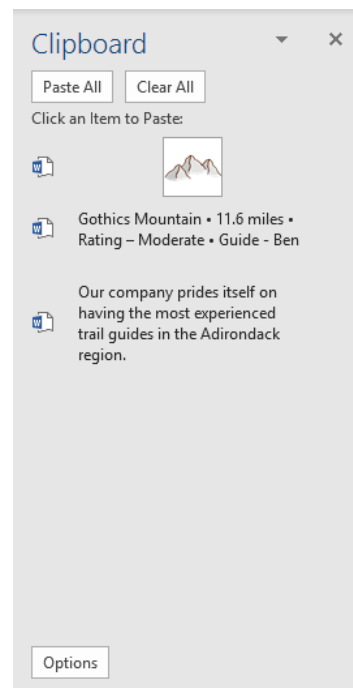 Clipboard
Paste All Clear All
Click an Item to Paste:
Gothics Mountain • 11.6 miles •
Rating – Moderate • Guide - Ben
Our company prides itself on
having the most experienced
trail guides in the Adirondack
region.
Options